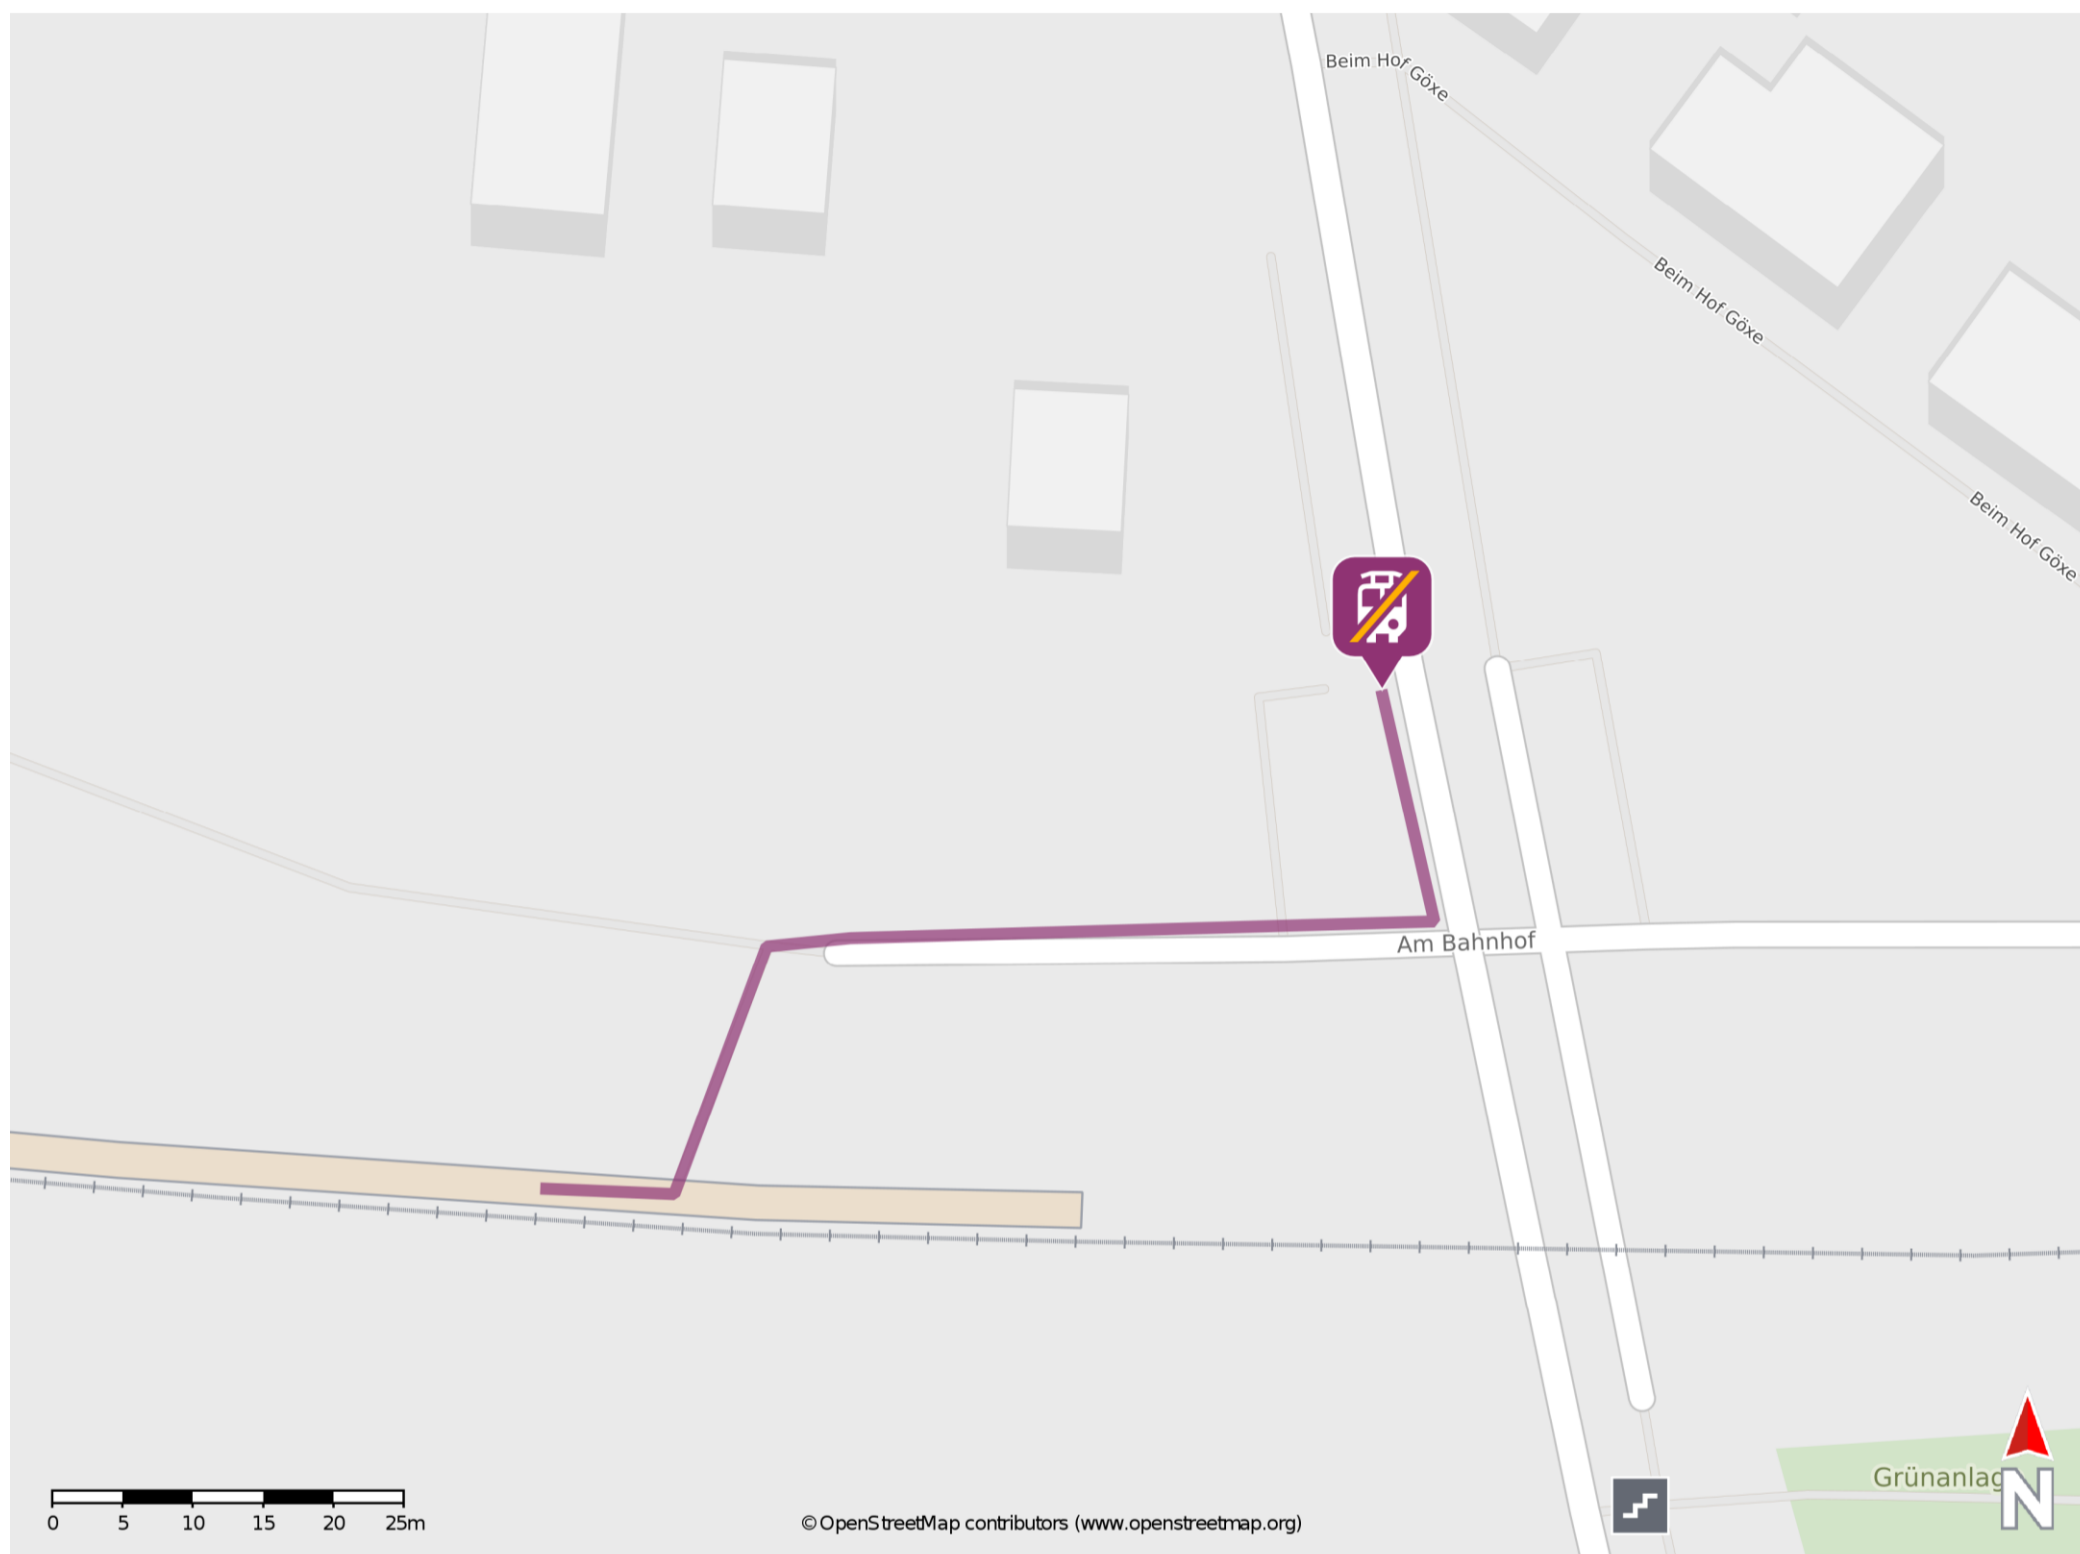 Beim Hof Göxe
Beim Hof Göxe
Beim Hof Göxe
Am Bahnhof
Grünanlag
N
0 5 10 15 20 25m
©OpenStreetMap contributors (www.openstreetmap.org)